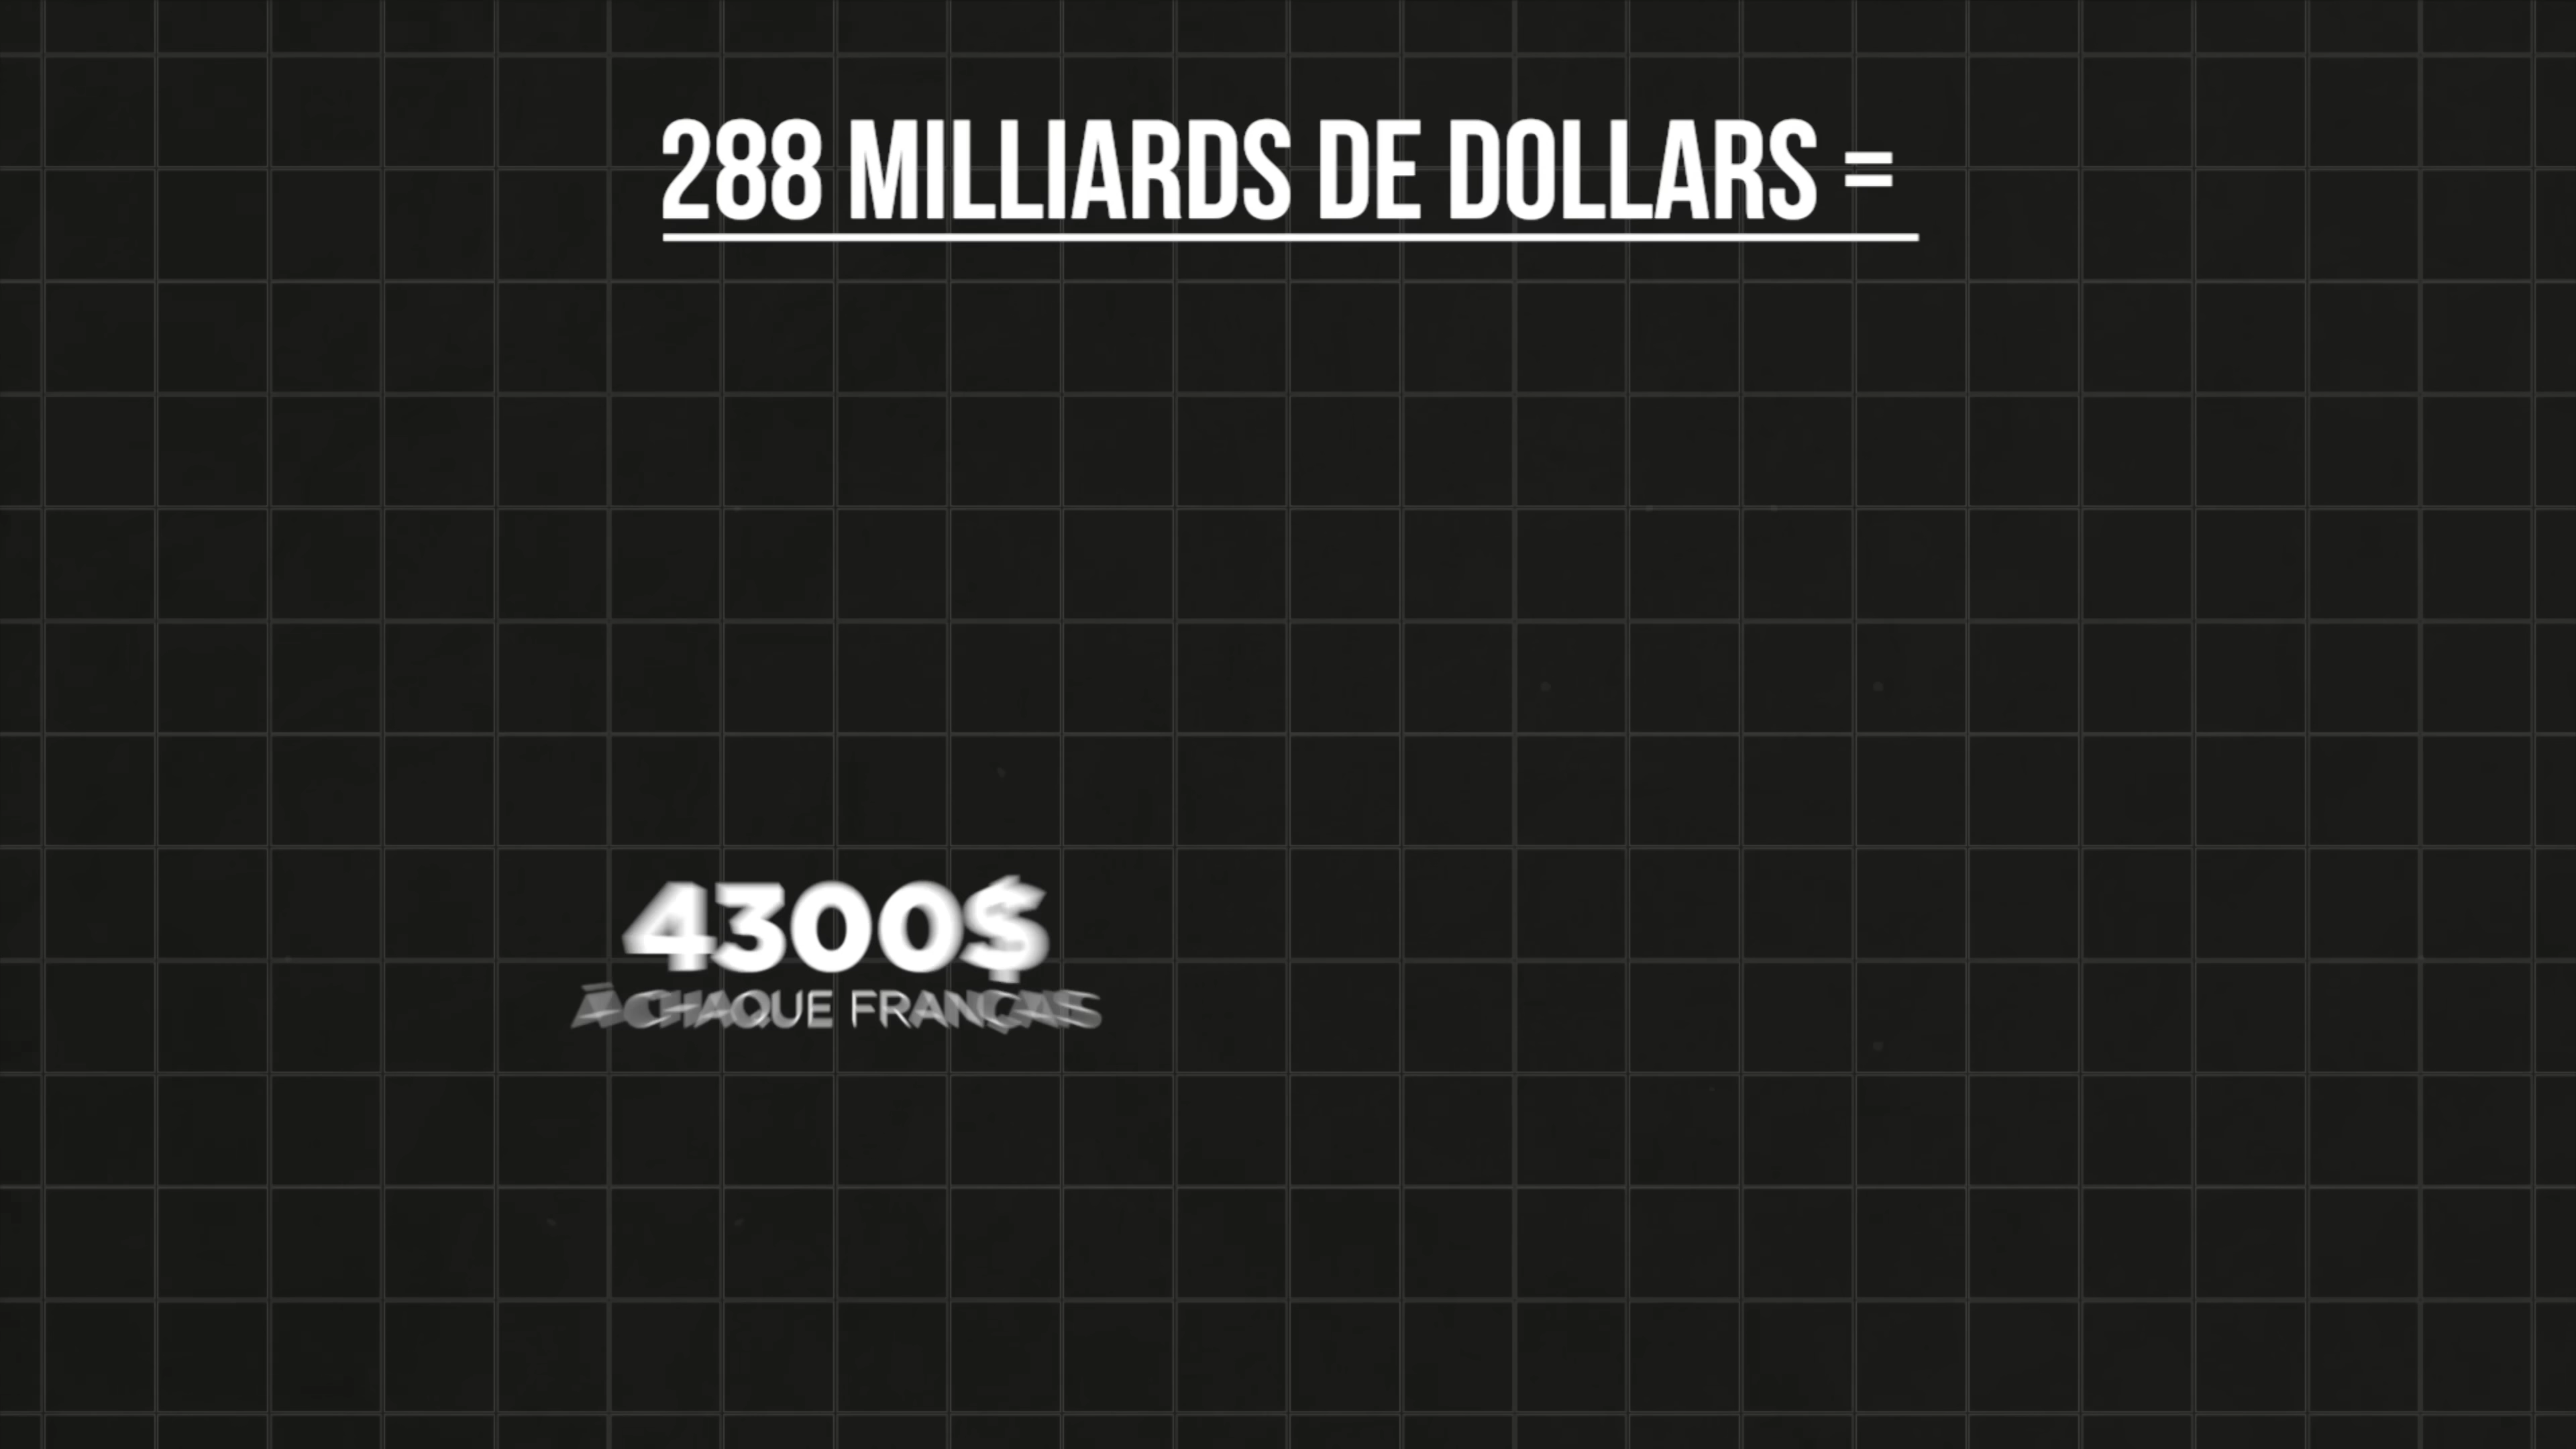 288 MILLIARDS DE DOLLARS =
4300$
À CHAQUE FRANÇAIS